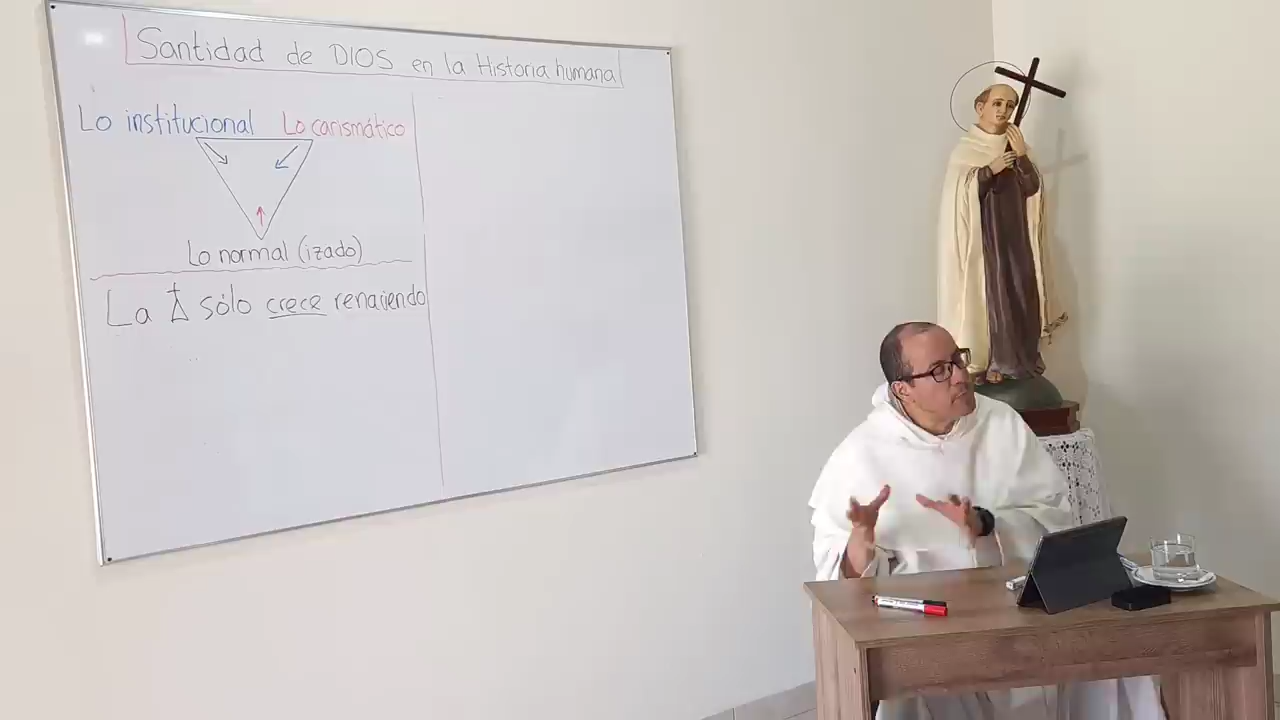 Santidad de DIOS en la Historia humana
Lo institucional Lo carismático
Lo normal (izado)
La sólo crece renaciendo